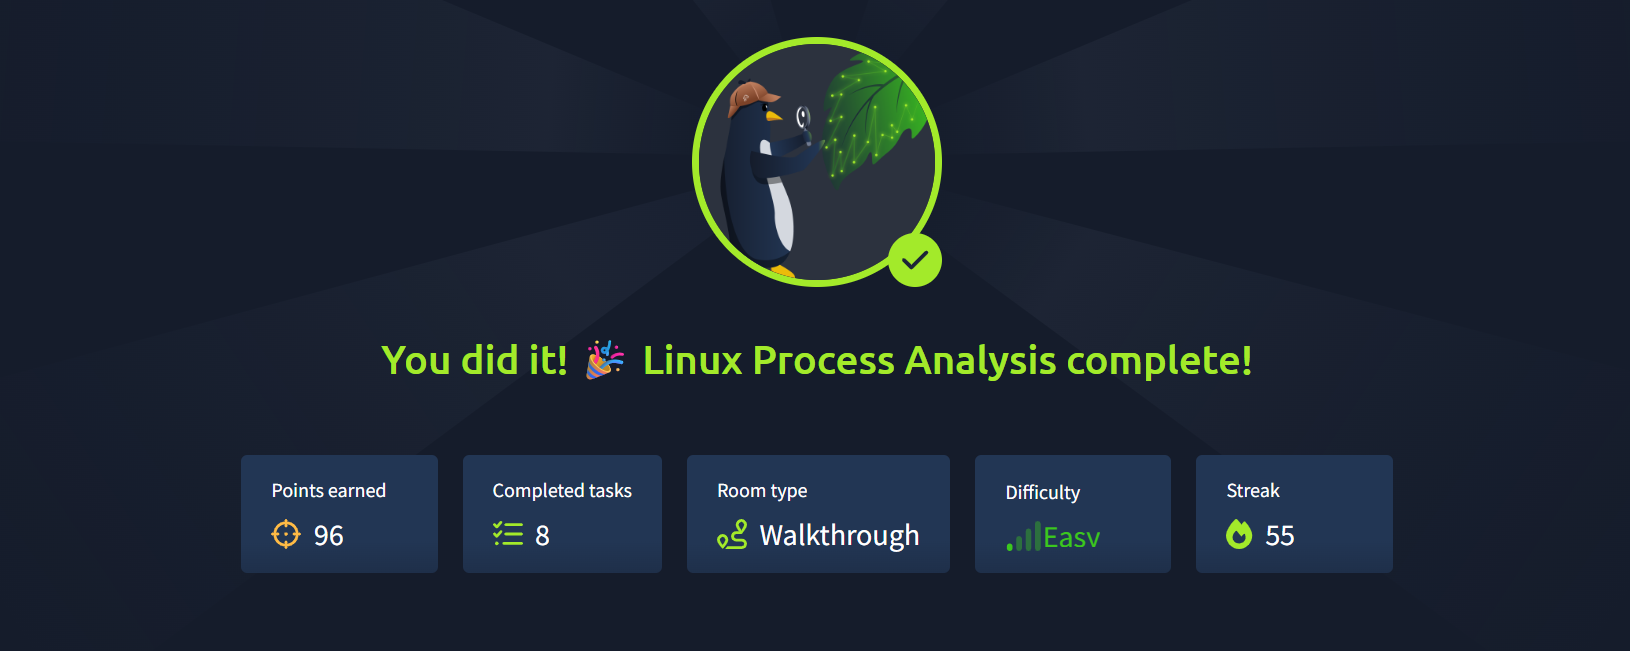 You did it! 🎉 Linux Process Analysis complete!
Points earned
96
Completed tasks
8
Room type
Walkthrough
Difficulty
Easy
Streak
55